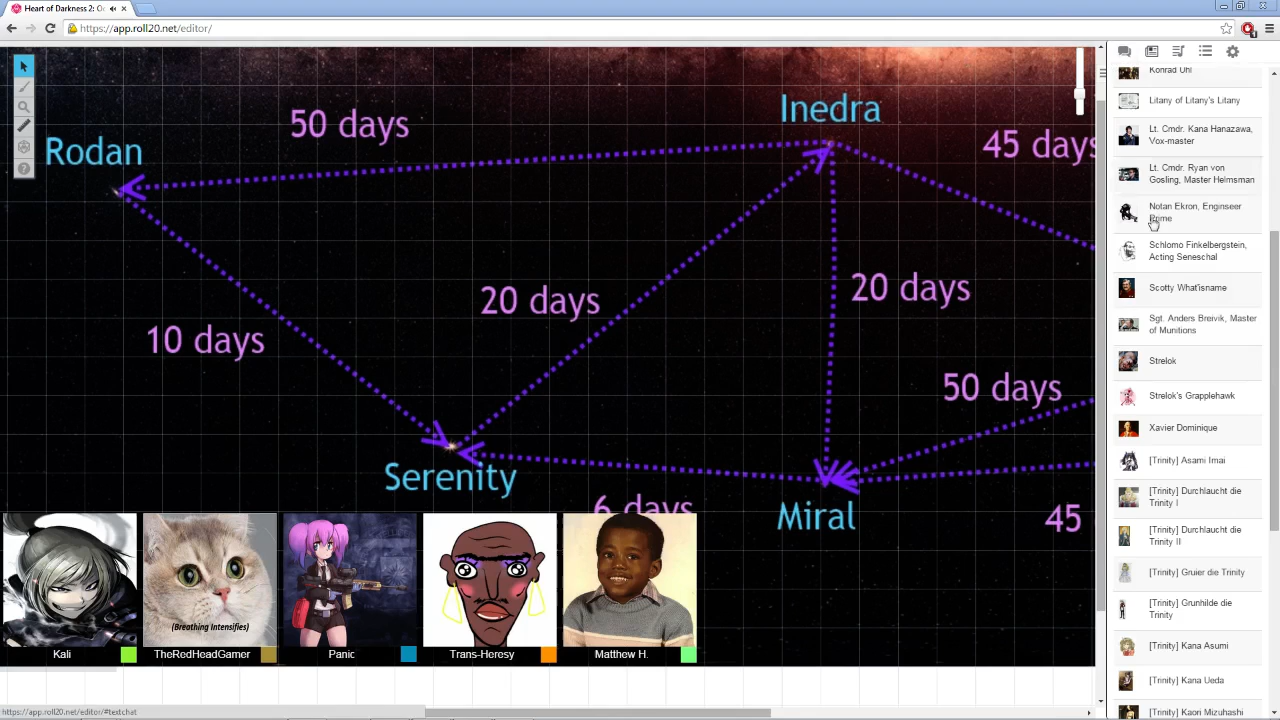 Heart of Darkness 2: Oc
https://app.roll20.net/editor/
Inedra
50 days
45 days
Rodan
20 days
20 days
10 days
50 days
Serenity
6 days
Miral
45
(Breathing Intensifies)
Kali
TheRedHeadGamer
Panic
Trans-Heresy
Matthew H.
Konrad Uhl
Litany of Litany's Litany
Lt. Cmdr. Kana Hanazawa,
Vox-master
Lt. Cmdr. Ryan von
Gosling, Master Helmsman
Notan Ekron, Enginseer
Prime
Schlomo Finkelbergstein,
Acting Seneschal
Scotty What'isname
Sgt. Anders Breivik, Master
of Munitions
Strelok
Strelok's Grapplehawk
Xavier Dominique
[Trinity] Asami Imai
[Trinity] Durchlaucht die
Trinity I
[Trinity] Durchlaucht die
Trinity II
[Trinity] Gruier die Trinity
[Trinity] Grunhilde die
Trinity
[Trinity] Kana Asumi
[Trinity] Kana Ueda
[Trinity] Kaori Mizuhashi
https://app.roll20.net/editor/#textchat